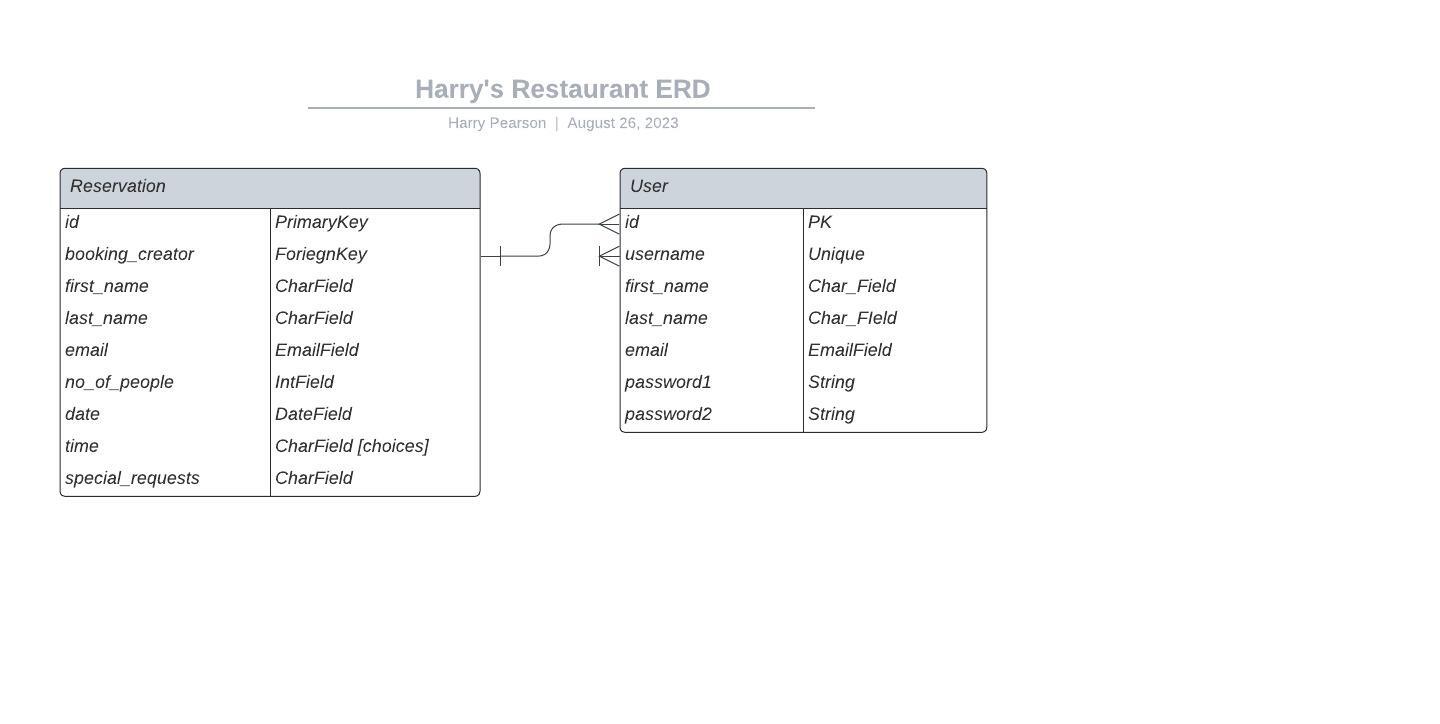 Harry's Restaurant ERD
Harry Pearson | August 26, 2023
Reservation
id PrimaryKey
booking_creator ForiegnKey
first_name CharField
last_name CharField
email EmailField
no_of_people IntField
date DateField
time CharField [choices]
special_requests CharField
User
id PK
username Unique
first_name Char_Field
last_name Char_FIeld
email EmailField
password1 String
password2 String